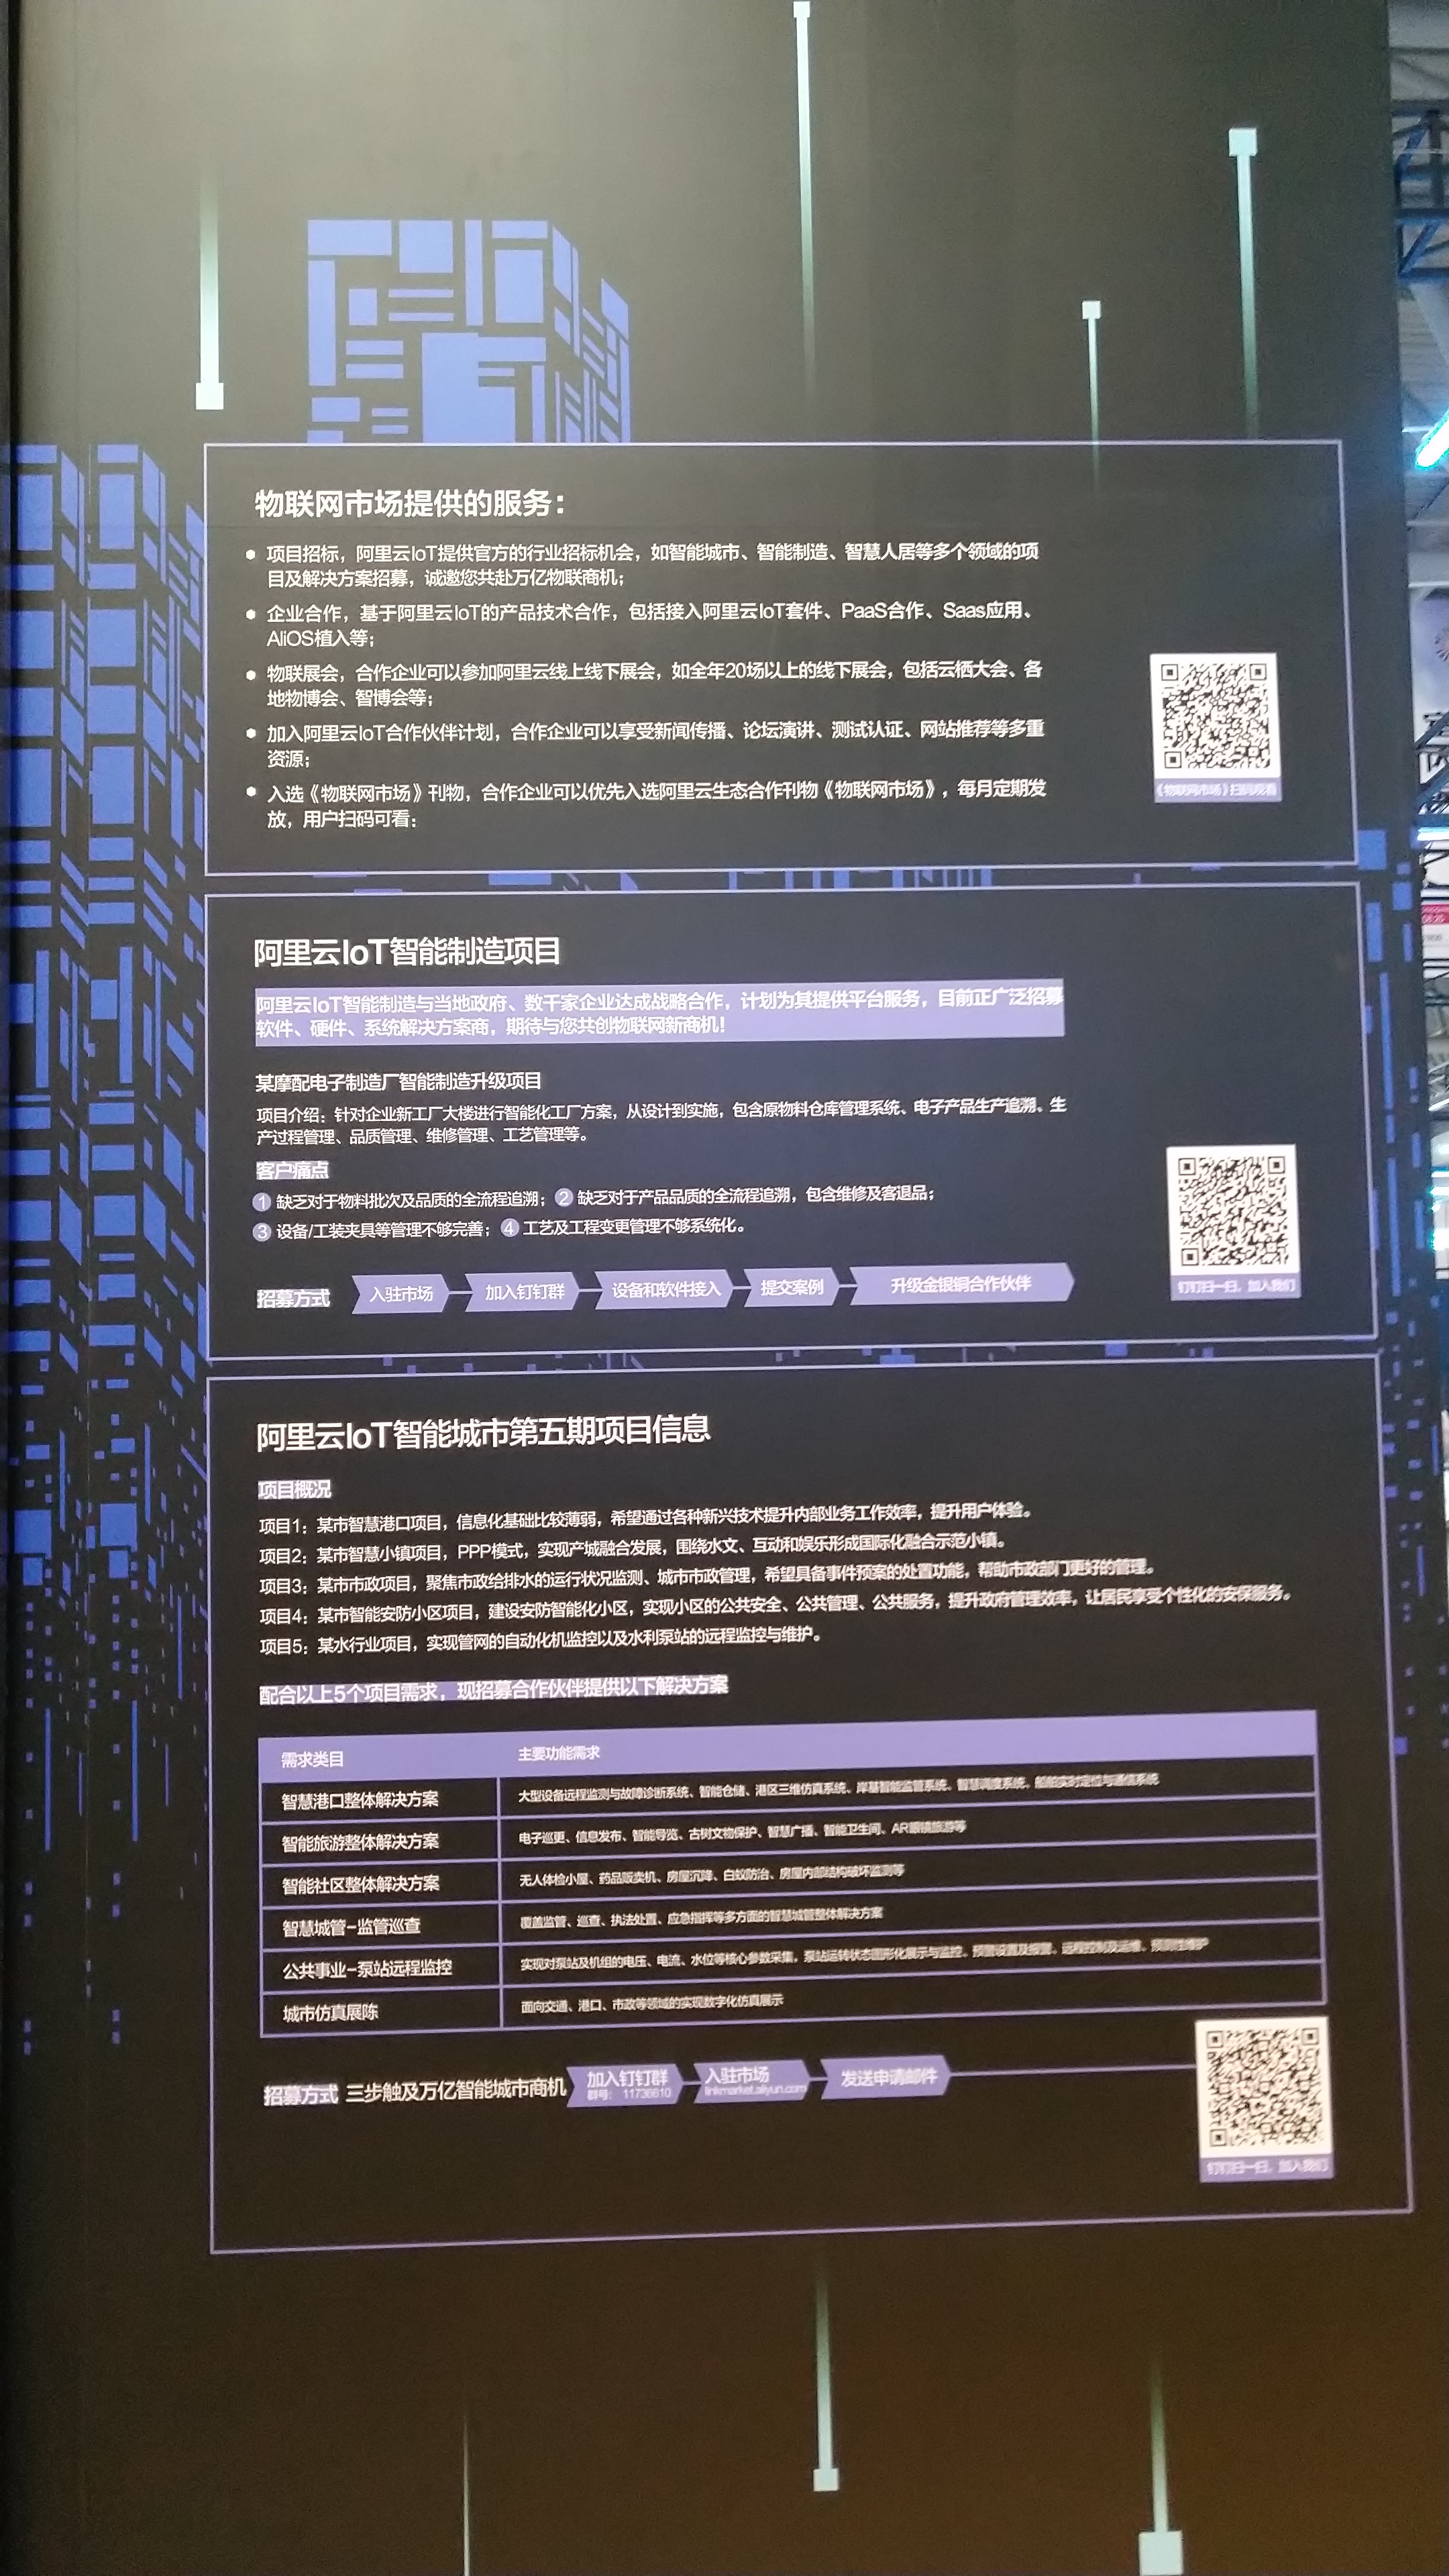 物联网市场提供的服务：
项目招标，阿里云IoT提供官方的行业招标机会，如智能城市、智能制造、智慧人居等多个领域的项
目及解决方案招募，诚邀您共赴万亿物联商机；
企业合作，基于阿里云IoT的产品技术合作，包括接入阿里云IoT套件、PaaS合作、Saas应用、
AliOS植入等；
物联展会，合作企业可以参加阿里云线上线下展会，如全年20场以上的线下展会，包括云栖大会、各
地物博会、智博会等；
加入阿里云IoT合作伙伴计划，合作企业可以享受新闻传播、论坛演讲、测试认证、网站推荐等多重
资源；
入选《物联网市场》刊物，合作企业可以优先入选阿里云生态合作刊物《物联网市场》，每月定期发
放，用户扫码可看：
《物联网市场》扫码观看
阿里云IoT智能制造项目
阿里云IoT智能制造与当地政府、数千家企业达成战略合作，计划为其提供平台服务，目前正广泛招募
软件、硬件、系统解决方案商，期待与您共创物联网新商机！
某摩配电子制造厂智能制造升级项目
项目介绍：针对企业新工厂大楼进行智能化工厂方案，从设计到实施，包含原物料仓库管理系统、电子产品生产追溯、生
产过程管理、品质管理、维修管理、工艺管理等。
客户痛点
① 缺乏对于物料批次及品质的全流程追溯；② 缺乏对于产品品质的全流程追溯，包含维修及客退品；
③ 设备/工装夹具等管理不够完善；④ 工艺及工程变更管理不够系统化。
招募方式 入驻市场 加入钉钉群 设备和软件接入 提交案例 升级金银铜合作伙伴
钉钉扫一扫，加入我们
阿里云IoT智能城市第五期项目信息
项目概况
项目1：某市智慧港口项目，信息化基础比较薄弱，希望通过各种新兴技术提升内部业务工作效率，提升用户体验。
项目2：某市智慧小镇项目，PPP模式，实现产城融合发展，围绕水文、互动和娱乐形成国际化融合示范小镇。
项目3：某市市政项目，聚焦市政给排水的运行状况监测、城市市政管理，希望具备事件预案的处置功能，帮助市政部门更好的管理。
项目4：某市智能安防小区项目，建设安防智能化小区，实现小区的公共安全、公共管理、公共服务，提升政府管理效率，让居民享受个性化的安保服务。
项目5：某水行业项目，实现管网的自动化机监控以及水利泵站的远程监控与维护。
配合以上5个项目需求，现招募合作伙伴提供以下解决方案
需求类目 主要功能需求
智慧港口整体解决方案 大型设备远程监测与故障诊断系统、智能仓储、港区三维仿真系统、岸基智能监管系统、智慧调度系统、船舶实时定位与通信系统
智能旅游整体解决方案 电子巡更、信息发布、智能导览、古树文物保护、智慧广播、智能卫生间、AR眼镜旅游等
智能社区整体解决方案 无人体检小屋、药品贩卖机、房屋沉降、白蚁防治、房屋内部结构破坏监测等
智慧城管-监管巡查 覆盖监管、巡查、执法处置、应急指挥等多方面的智慧城管整体解决方案
公共事业-泵站远程监控 实现对泵站及机组的电压、电流、水位等核心参数采集，泵站运转状态图形化展示与监控、预警设置及报警、远程控制及运维、预测性维护
城市仿真展陈 面向交通、港口、市政等领域的实现数字化仿真展示
招募方式 三步触及万亿智能城市商机 加入钉钉群 入驻市场 发送申请邮件
群号： 11736610 linkmarket.aliyun.com
钉钉扫一扫，加入我们